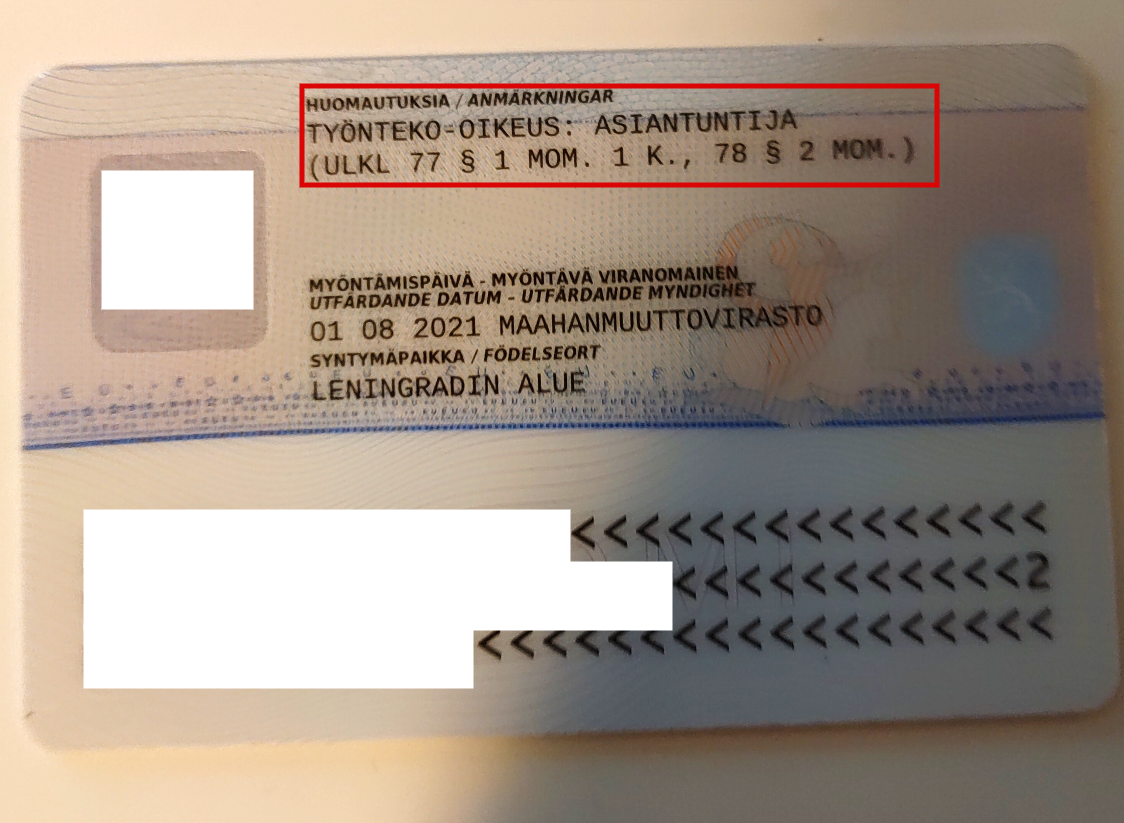 HUOMAUTUKSIA / ANMÄRKNINGAR
TYÖNTEKO-OIKEUS: ASIANTUNTIJA
(ULKL 77 § 1 MOM. 1 K., 78 § 2 MOM.)
MYÖNTÄMISPÄIVÄ - MYÖNTÄVÄ VIRANOMAINEN
UTFÄRDANDE DATUM - UTFÄRDANDE MYNDIGHET
01 08 2021 MAAHANMUUTTOVIRASTO
SYNTYMÄPAIKKA / FÖDELSEORT
LENINGRADIN ALUE
<<<<<<<<<<<<<<<
<<<<<<<<<<<<2
<<<<<<<<<<<<<<<<<<